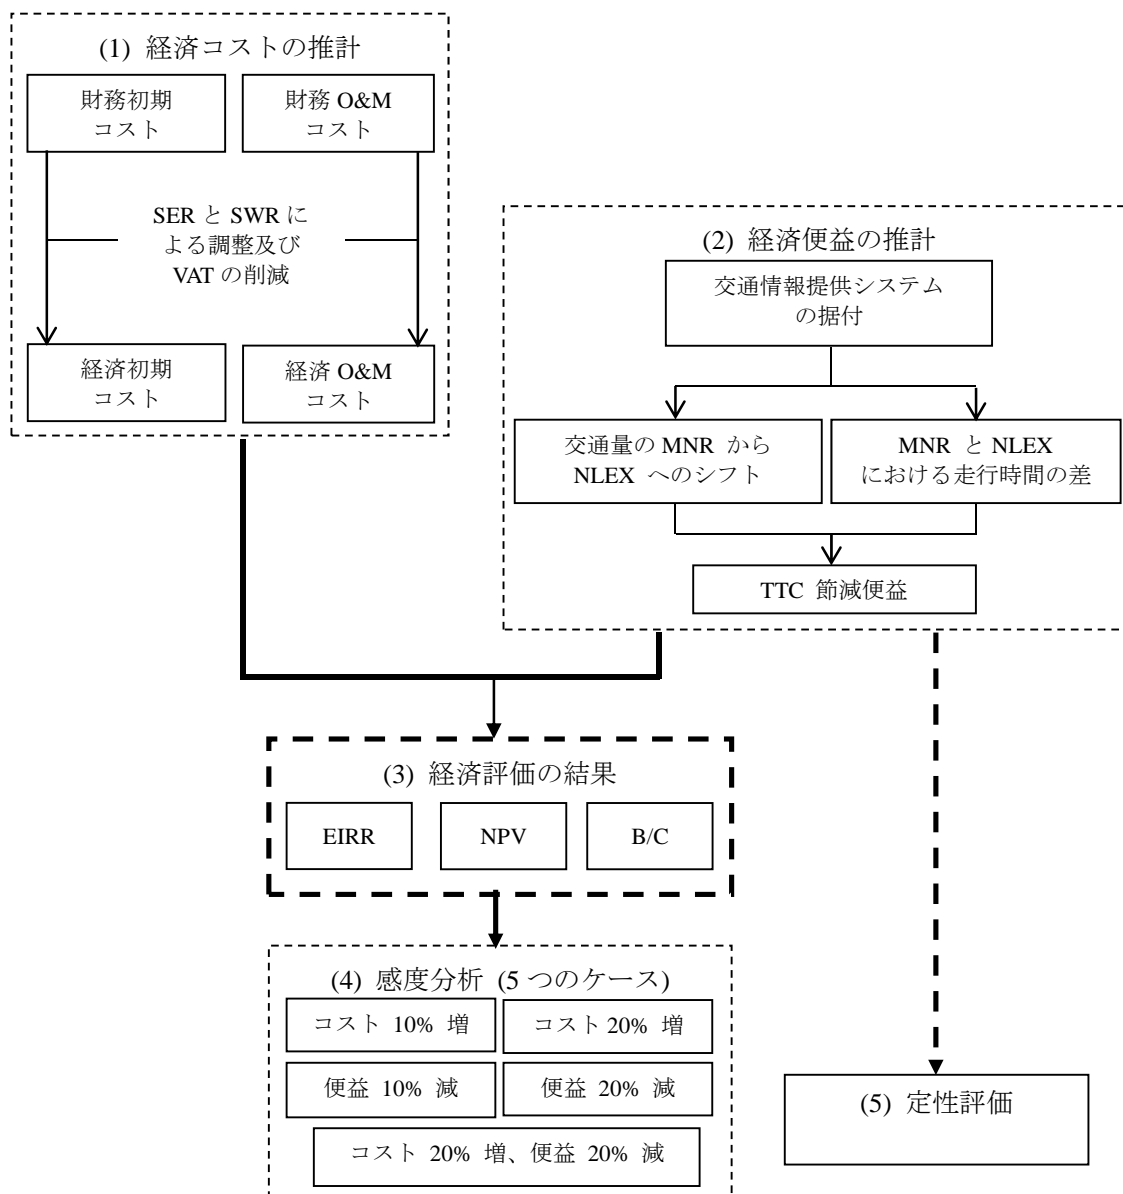 (1) 経済コストの推計
財務初期
コスト
財務 O&M
コスト
SER と SWR に
よる調整及び
VAT の削減
経済初期
コスト
経済 O&M
コスト
(2) 経済便益の推計
交通情報提供システム
の据付
交通量の MNR から
NLEX へのシフト
MNR と NLEX
における走行時間の差
TTC 節減便益
(3) 経済評価の結果
EIRR
NPV
B/C
(4) 感度分析 (5 つのケース)
コスト 10% 増
コスト 20% 増
便益 10% 減
便益 20% 減
コスト 20% 増、便益 20% 減
(5) 定性評価